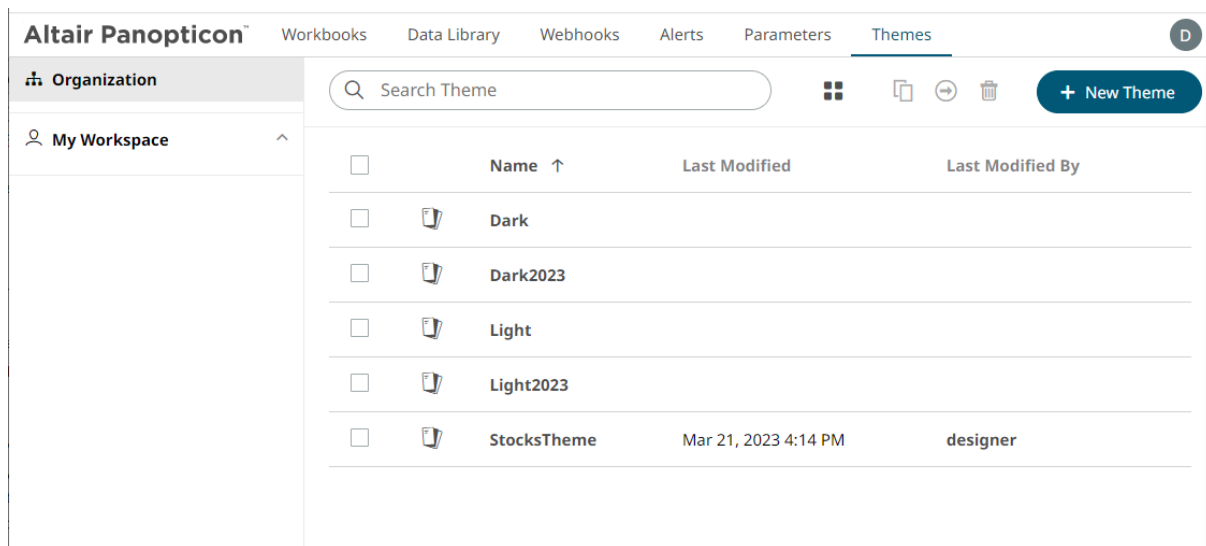 Altair Panopticon™ Workbooks Data Library Webhooks Alerts Parameters Themes D
Organization
Search Theme
+ New Theme
My Workspace
Name ↑ Last Modified Last Modified By
Dark
Dark2023
Light
Light2023
StocksTheme Mar 21, 2023 4:14 PM designer